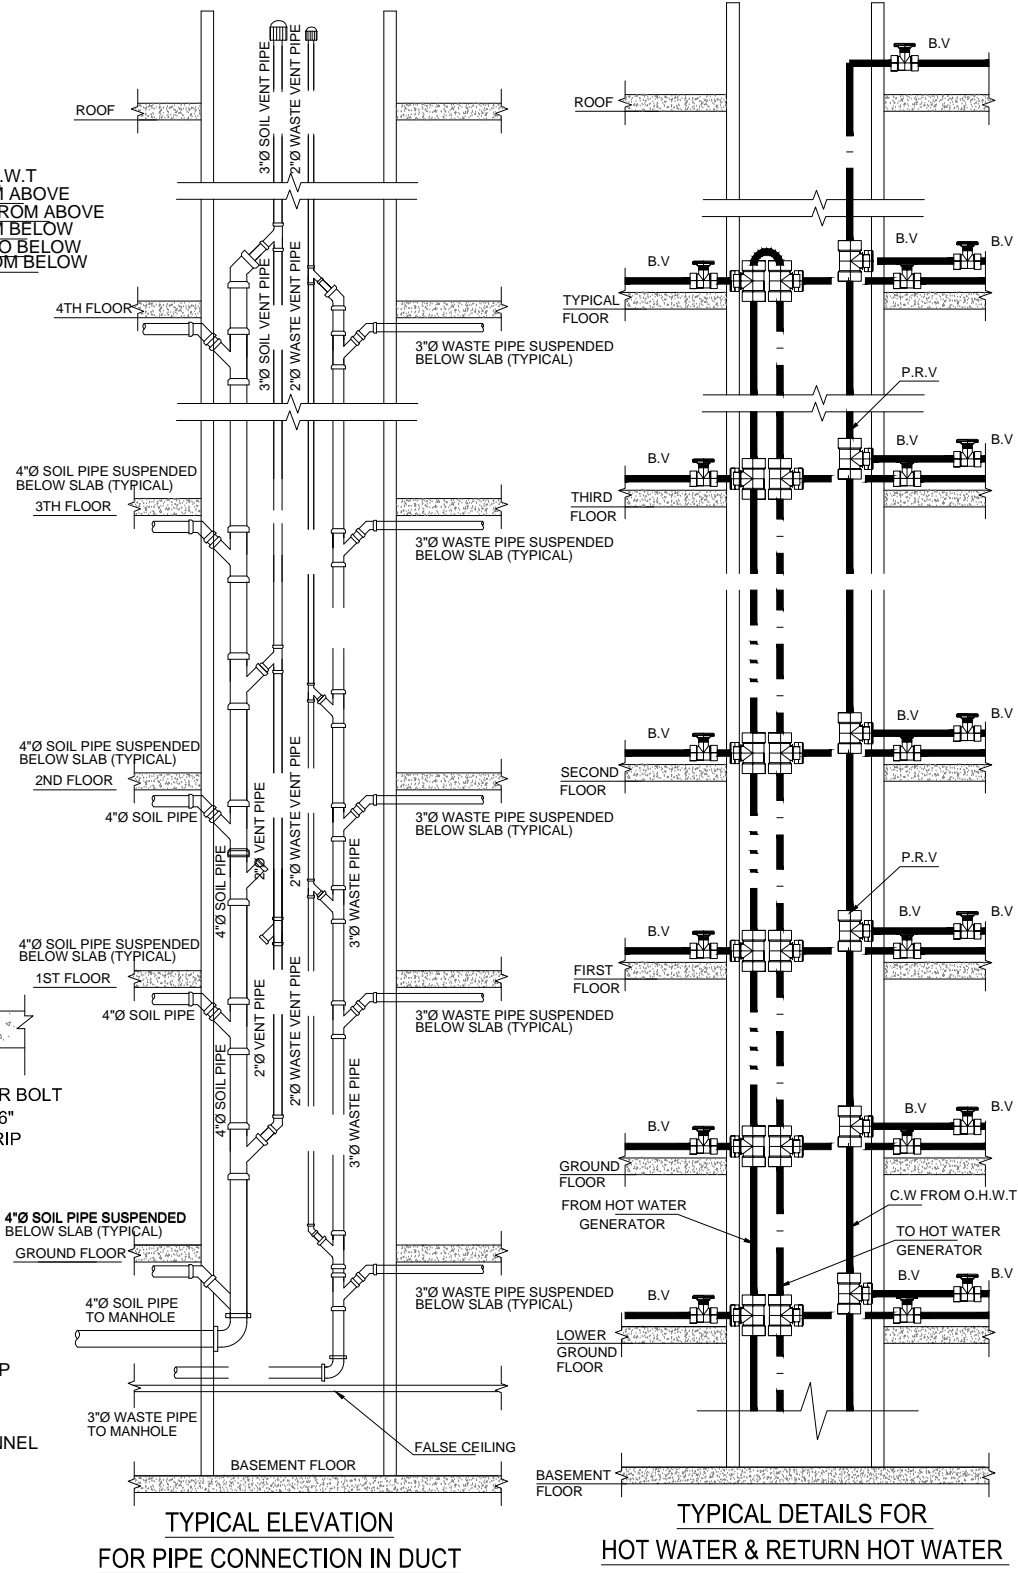 ROOF
3"Ø SOIL VENT PIPE
2"Ø WASTE VENT PIPE
.W.T
ABOVE
FROM ABOVE
BELOW
O BELOW
OM BELOW
3"Ø SOIL VENT PIPE
2"Ø WASTE VENT PIPE
4TH FLOOR
3"Ø WASTE PIPE SUSPENDED
BELOW SLAB (TYPICAL)
4"Ø SOIL PIPE SUSPENDED
BELOW SLAB (TYPICAL)
3TH FLOOR
3"Ø WASTE PIPE SUSPENDED
BELOW SLAB (TYPICAL)
4"Ø SOIL PIPE SUSPENDED
BELOW SLAB (TYPICAL)
2ND FLOOR
4"Ø SOIL PIPE
3"Ø WASTE PIPE SUSPENDED
BELOW SLAB (TYPICAL)
4"Ø SOIL PIPE
2"Ø VENT PIPE
2"Ø WASTE VENT PIPE
3"Ø WASTE PIPE
4"Ø SOIL PIPE SUSPENDED
BELOW SLAB (TYPICAL)
1ST FLOOR
4"Ø SOIL PIPE
3"Ø WASTE PIPE SUSPENDED
BELOW SLAB (TYPICAL)
4"Ø SOIL PIPE
2"Ø VENT PIPE
2"Ø WASTE VENT PIPE
3"Ø WASTE PIPE
R BOLT
6"
RIP
4"Ø SOIL PIPE SUSPENDED
BELOW SLAB (TYPICAL)
GROUND FLOOR
4"Ø SOIL PIPE
TO MANHOLE
3"Ø WASTE PIPE SUSPENDED
BELOW SLAB (TYPICAL)
P
3"Ø WASTE PIPE
TO MANHOLE
NNEL
FALSE CEILING
BASEMENT FLOOR
TYPICAL ELEVATION
FOR PIPE CONNECTION IN DUCT
B.V
ROOF
B.V
B.V
B.V
TYPICAL
FLOOR
P.R.V
B.V
B.V
B.V
THIRD
FLOOR
B.V
B.V
B.V
SECOND
FLOOR
P.R.V
B.V
B.V
B.V
FIRST
FLOOR
B.V
B.V
B.V
GROUND
FLOOR
FROM HOT WATER
GENERATOR
C.W FROM O.H.W.T
TO HOT WATER
GENERATOR
B.V
B.V
B.V
LOWER
GROUND
FLOOR
BASEMENT
FLOOR
TYPICAL DETAILS FOR
HOT WATER & RETURN HOT WATER